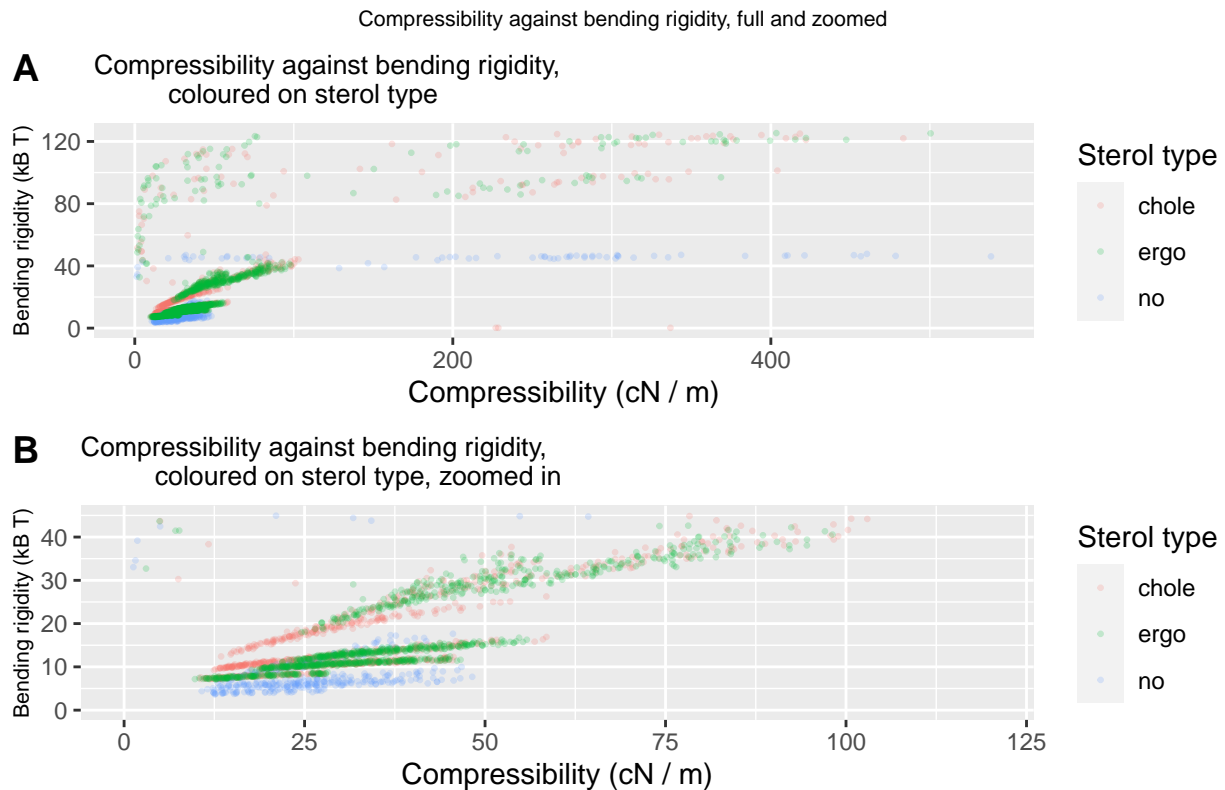 Compressibility against bending rigidity, full and zoomed
A
Compressibility against bending rigidity,
coloured on sterol type
Bending rigidity (kB T)
120
80
40
0
0
200
400
Compressibility (cN / m)
Sterol type
chole
ergo
no
B
Compressibility against bending rigidity,
coloured on sterol type, zoomed in
Bending rigidity (kB T)
40
30
20
10
0
0
25
50
75
100
125
Compressibility (cN / m)
Sterol type
chole
ergo
no